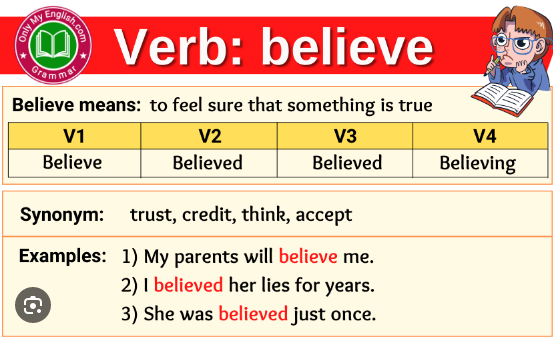 Only My English.com
Grammar
Verb: believe
Believe means: to feel sure that something is true
V1 V2 V3 V4
Believe Believed Believed Believing
Synonym: trust, credit, think, accept
Examples: 1) My parents will believe me.
2) I believed her lies for years.
3) She was believed just once.